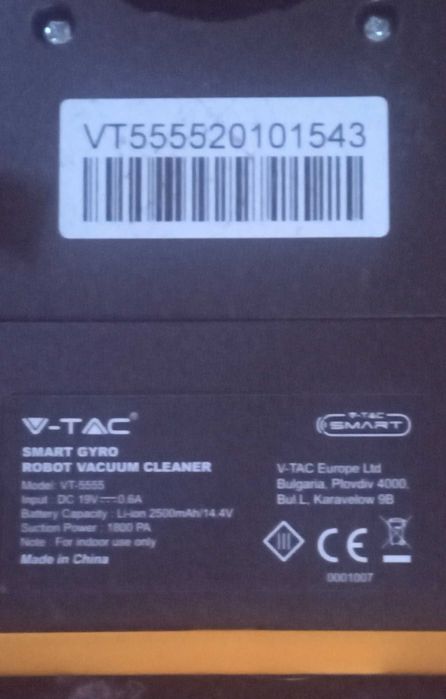 VT555520101543
V-TAC®
V-TAC
SMART
SMART GYRO
ROBOT VACUUM CLEANER
Model: VT-5555
Input : DC 19V⎓0.6A
Battery Capacity : Li-ion 2500mAh/14.4V
Suction Power : 1800 PA
Note : For indoor use only
Made in China
V-TAC Europe Ltd
Bulgaria, Plovdiv 4000,
Bul.L. Karavelow 9B
III
CE
0001007